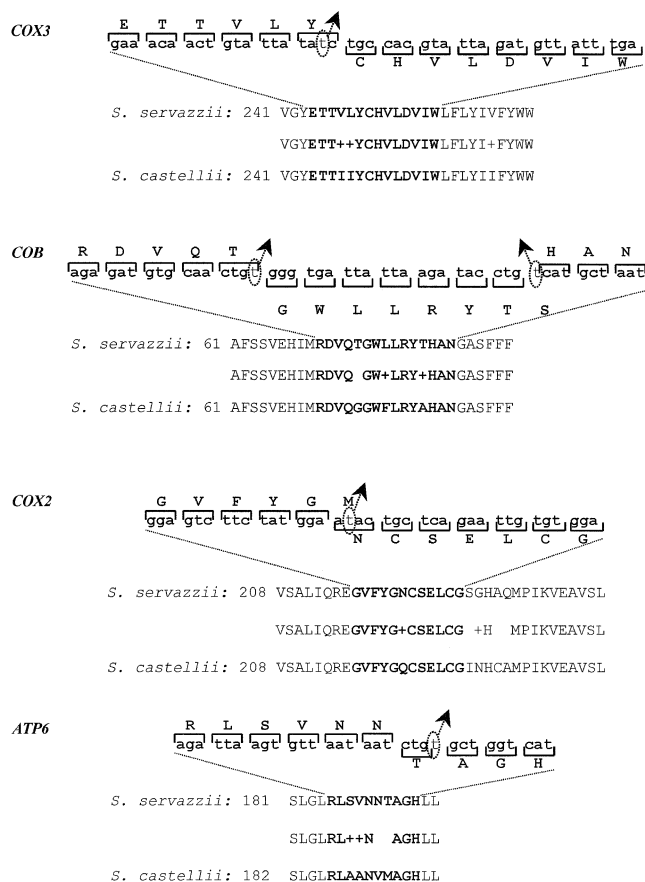 COX3
E T T V L Y
gaa aca act gta tta tatc tgc cac gta tta gat gtt att tga
C H V L D V I W
S. servazzii: 241 VGYETTVLYCHVLDVIWLFLYIVFYWW
VGYETT++YCHVLDVIWLFLYI+FYWW
S. castellii: 241 VGYETTIIYCHVLDVIWLFLYIIFYWW
COB
R D V Q T H A N
aga gat gtg caa ctgt ggg tga tta tta aga tac ctg tcat gct aat
G W L L R Y T S
S. servazzii: 61 AFSSVEHIMRDVQTGWLLRYTHANGASFFF
AFSSVEHIMRDVQ GW+LRY+HANGASFFF
S. castellii: 61 AFSSVEHIMRDVQGGWFLRYAHANGASFFF
COX2
G V F Y G M
gga gtc ttc tat gga atac tgc tca gaa ttg tgt gga
N C S E L C G
S. servazzii: 208 VSALIQREGVFYGNCSELCGSGHAQMPIKVEAVSL
VSALIQREGVFYG+CSELCG +H MPIKVEAVSL
S. castellii: 208 VSALIQREGVFYGQCSELCGINHCAMPIKVEAVSL
ATP6
R L S V N N
aga tta agt gtt aat aat ctgt gct ggt cat
T A G H
S. servazzii: 181 SLGLRLSVNNTAGHLL
SLGLRL++N AGHLL
S. castellii: 182 SLGLRLAANVMAGHLL